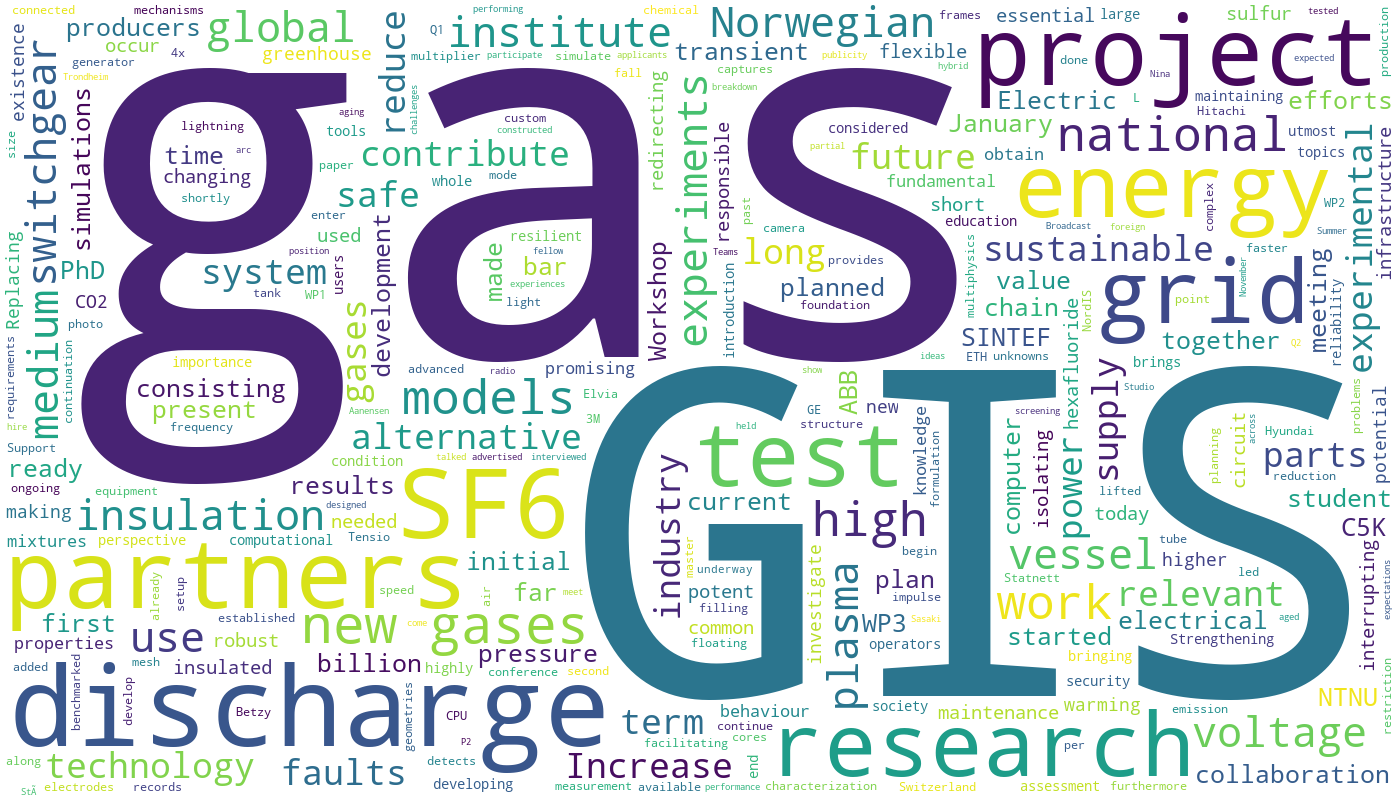 connected
mechanisms
producers
global
occur
4x
greenhouse
generator
Trondheim
existence
switchgear
gas
performing
Q1
institute
reduce
multiplier
participate
simulate
applicants
chemical
fall
Norwegian
transient
flexible
publicity
hybrid
captures
breakdown
essential
large
sulfur
tested
frames
project
done
Nina
expected
production
maintaining
Hitachi
Electric
L
efforts
January
national
utmost
obtain
topics
size
simulations
lightning
time
arc
changing
shortly
aging
tools
challenges
custom
constructed
contribute
paper
whole
mode
safe
enter
used
redirecting
experiments
responsible
considered
partial
future
fundamental
short
past
education
camera
Broadcast
foreign
complex
energy
WP2
Summer
experimental
infrastructure
Replacing
PhD
CO2
photo
system
position
tank
WP1
users
development
resilient
fellow
bar
experiences
made
light
Workshop
introduction
Teams
long
provides
planned
foundation
multiphysics
faster
sustainable
value
chain
NordIS
point
November
grid
meeting
reliability
SINTEF
ETH
unknowns
together
Q2
requirements
continuation
medium
hire
Support
importance
consisting
present
frequency
gases
Aanensen
advanced
radio
promising
models
Elvia
3M
ideas
show
ABB
GE
structure
new
brings
hexafluoride
supply
Studio
screening
problems
potential
alternative
condition
talked
advertised
interviewed
held
test
GIS
knowledge
formulation
computer
isolating
power
across
planning
circuit
Hyundai
parts
reduction
ready
ongoing
equipment
results
designed
SF6
current
industry
high
lifted
today
student
C5K
making
insulation
needed
mixtures
perspective
computational
Tensio
initial
master
underway
begin
vessel
tube
higher
interrupting
partners
already
setup
speed
air
meet
far
potent
filling
common
floating
investigate
plasma
plan
impulse
WP3
Sasaki
operators
Statnett
work
relevant
led
aged
expectations
first
established
new
gases
come
started
electrical
Strengthening
properties
use
robust
added
mesh
insulated
billion
highly
pressure
conference
second
bringing
security
warming
emission
NTNU
restriction
benchmarked
develop
Betzy
discharge
geometries
CPU
P2
term
behaviour
continue
society
maintenance
facilitating
cores
research
per
voltage
along
technology
faults
detects
Increase
end
collaboration
StÃ
electrodes
records
developing
measurement
available
performance
characterization
Switzerland
assessment
furthermore